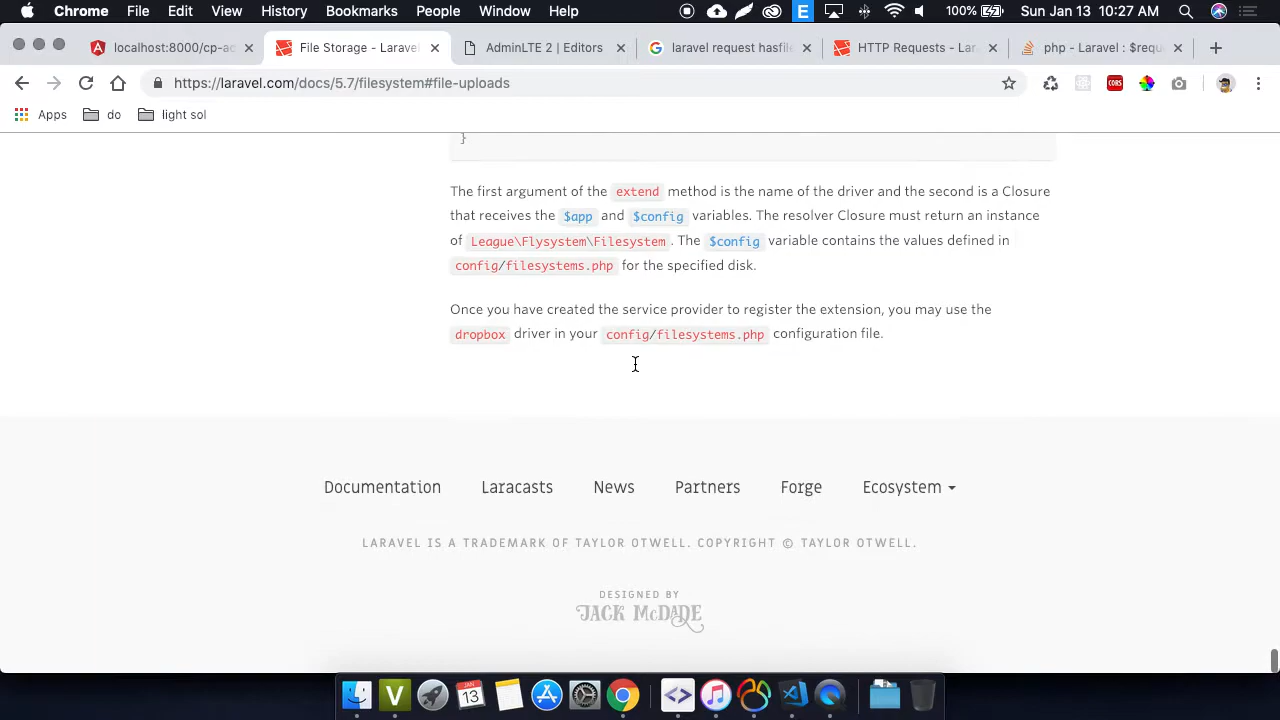 Chrome File Edit View History Bookmarks People Window Help 100% Sun Jan 13 10:27 AM
localhost:8000/cp-ac × File Storage - Larave × AdminLTE 2 | Editors × laravel request hasfile × HTTP Requests - Lar × php - Laravel : $requ ×
https://laravel.com/docs/5.7/filesystem#file-uploads
Apps do light sol
}
The first argument of the extend method is the name of the driver and the second is a Closure
that receives the $app and $config variables. The resolver Closure must return an instance
of League\Flysystem\Filesystem . The $config variable contains the values defined in
config/filesystems.php for the specified disk.
Once you have created the service provider to register the extension, you may use the
dropbox driver in your config/filesystems.php configuration file.
Documentation Laracasts News Partners Forge Ecosystem
LARAVEL IS A TRADEMARK OF TAYLOR OTWELL. COPYRIGHT © TAYLOR OTWELL.
DESIGNED BY
JACK McDADE
JAN
13